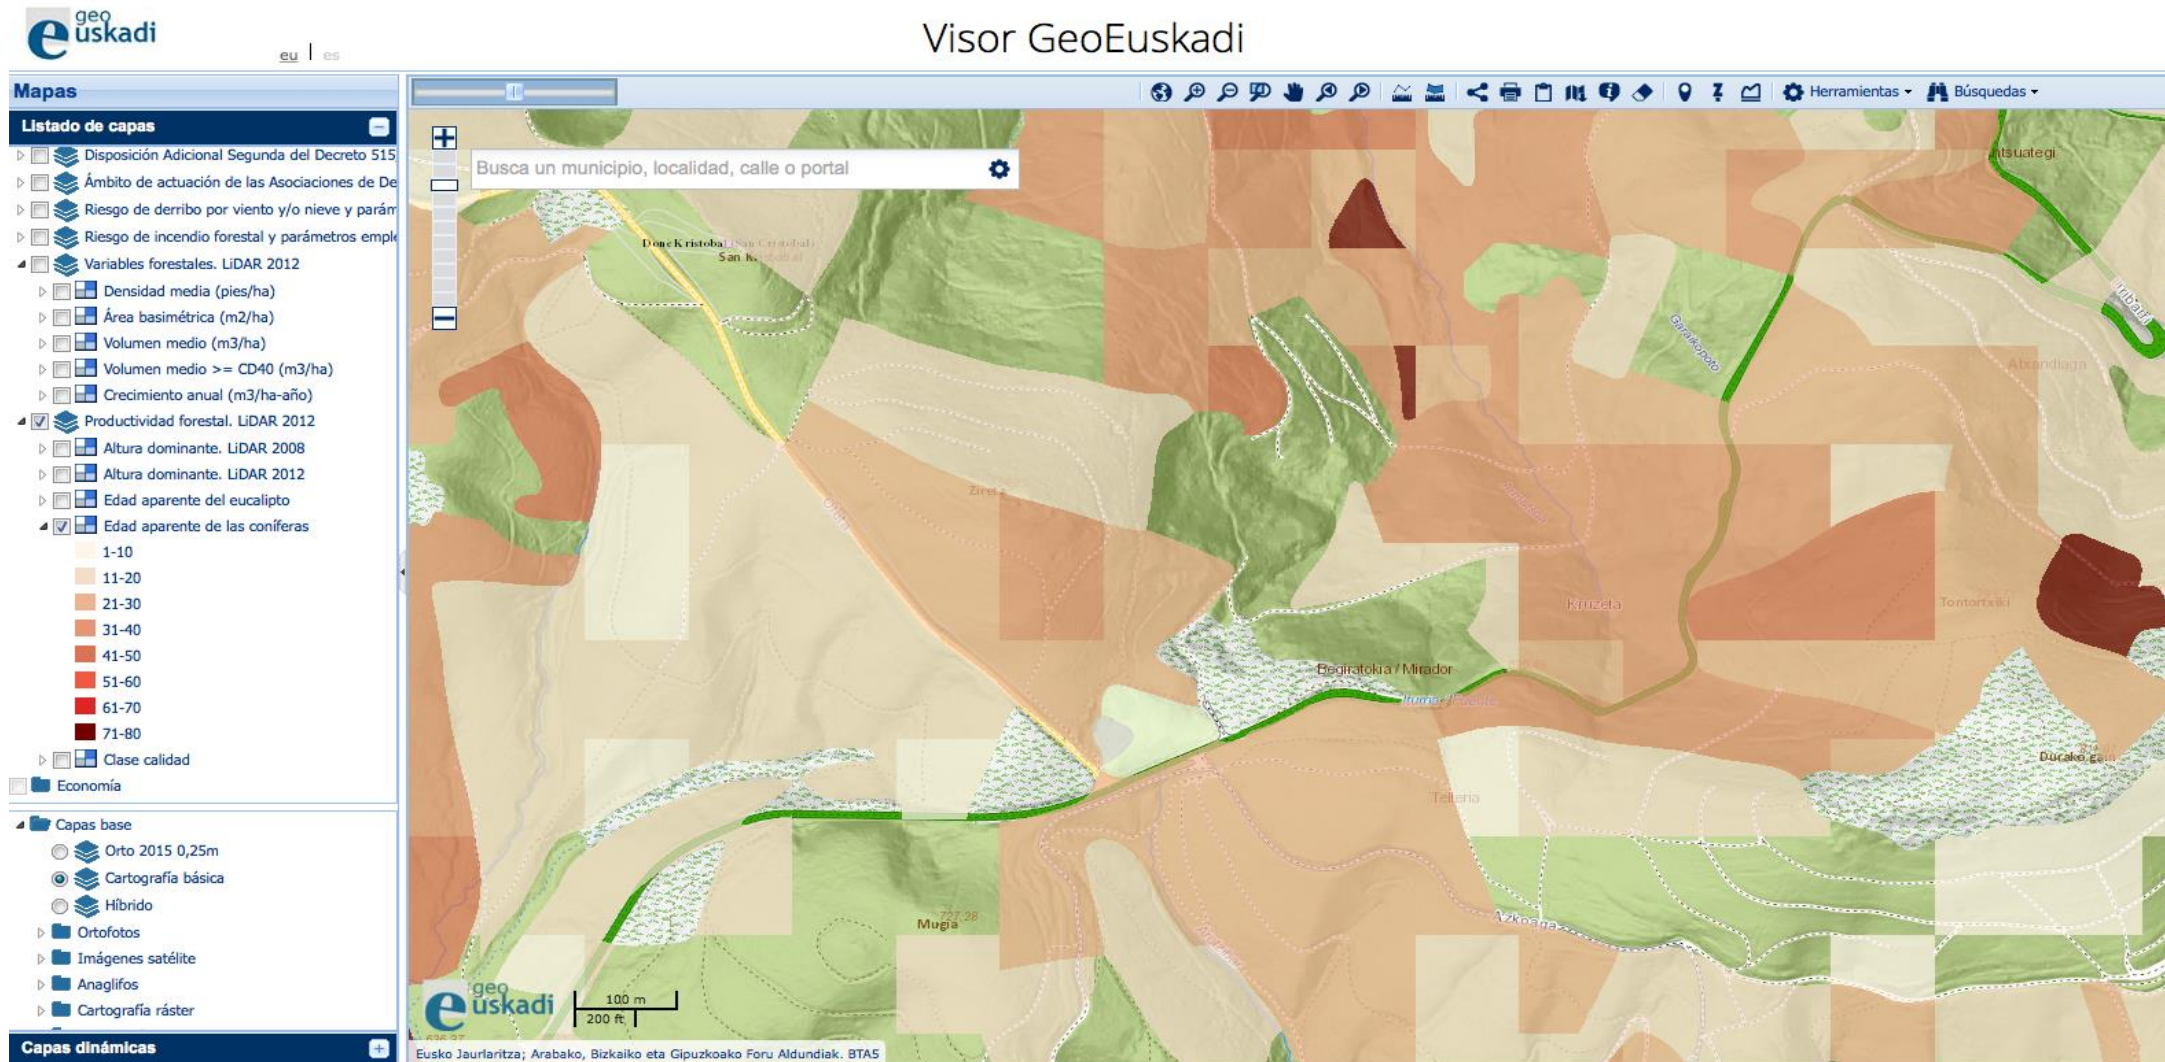 geo
euskadi
eu | es
Visor GeoEuskadi
Mapas
Herramientas
Búsquedas
Listado de capas
Disposición Adicional Segunda del Decreto 515
Ámbito de actuación de las Asociaciones de De
Riesgo de derribo por viento y/o nieve y parám
Riesgo de incendio forestal y parámetros emple
Variables forestales. LiDAR 2012
Densidad media (pies/ha)
Área basimétrica (m2/ha)
Volumen medio (m3/ha)
Volumen medio >= CD40 (m3/ha)
Crecimiento anual (m3/ha-año)
Productividad forestal. LiDAR 2012
Altura dominante. LiDAR 2008
Altura dominante. LiDAR 2012
Edad aparente del eucalipto
Edad aparente de las coníferas
1-10
11-20
21-30
31-40
41-50
51-60
61-70
71-80
Clase calidad
Economía
Capas base
Orto 2015 0,25m
Cartografía básica
Híbrido
Ortofotos
Imágenes satélite
Anaglifos
Cartografía ráster
Capas dinámicas
Busca un municipio, localidad, calle o portal
Done Kristobal
San K.
Garaikopoto
Atxandiaga
Kruzeta
Tontortxiki
Begiratokia / Mirador
Iturria / Fuente
Durako gain
Telleria
Azkoaga
727,28
Mugia
geo
euskadi
100 m
200 ft
Eusko Jaurlaritza; Arabako, Bizkaiko eta Gipuzkoako Foru Aldundiak. BTA5